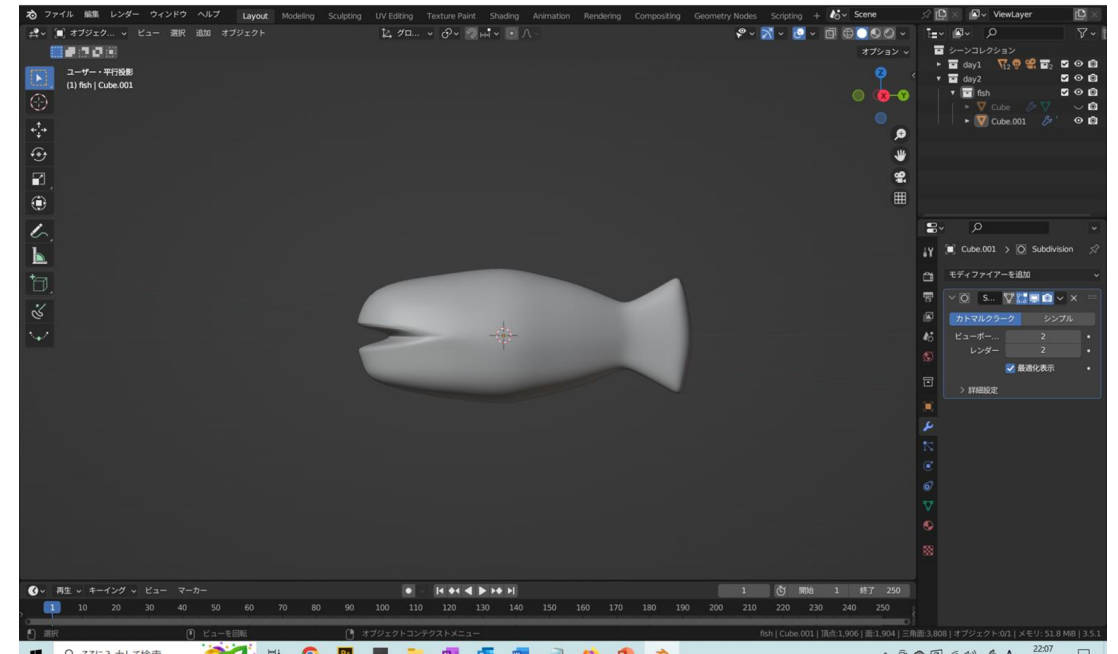 ファイル 編集 レンダー ウィンドウ ヘルプ Layout Modeling Sculpting UV Editing Texture Paint Shading Animation Rendering Compositing Geometry Nodes Scripting + Scene ViewLayer
オブジェク... ビュー 選択 追加 オブジェクト グロ...
オプション
ユーザー・平行投影
(1) fish | Cube.001
Z
X
Y
シーンコレクション
day1 12 2
day2
fish
Cube
Cube.001
Cube.001 > Subdivision
モディファイアーを追加
S...
カトマルクラーク シンプル
ビューポー... 2
レンダー 2
最適化表示
> 詳細設定
再生 キーイング ビュー マーカー 1 開始 1 終了 250
1 10 20 30 40 50 60 70 80 90 100 110 120 130 140 150 160 170 180 190 200 210 220 230 240 250
選択 ビューを回転 オブジェクトコンテクストメニュー fish | Cube.001 | 頂点:1,906 | 面:1,904 | 三角面:3,808 | オブジェクト:0/1 | メモリ: 51.8 MiB | 3.5.1
22:07